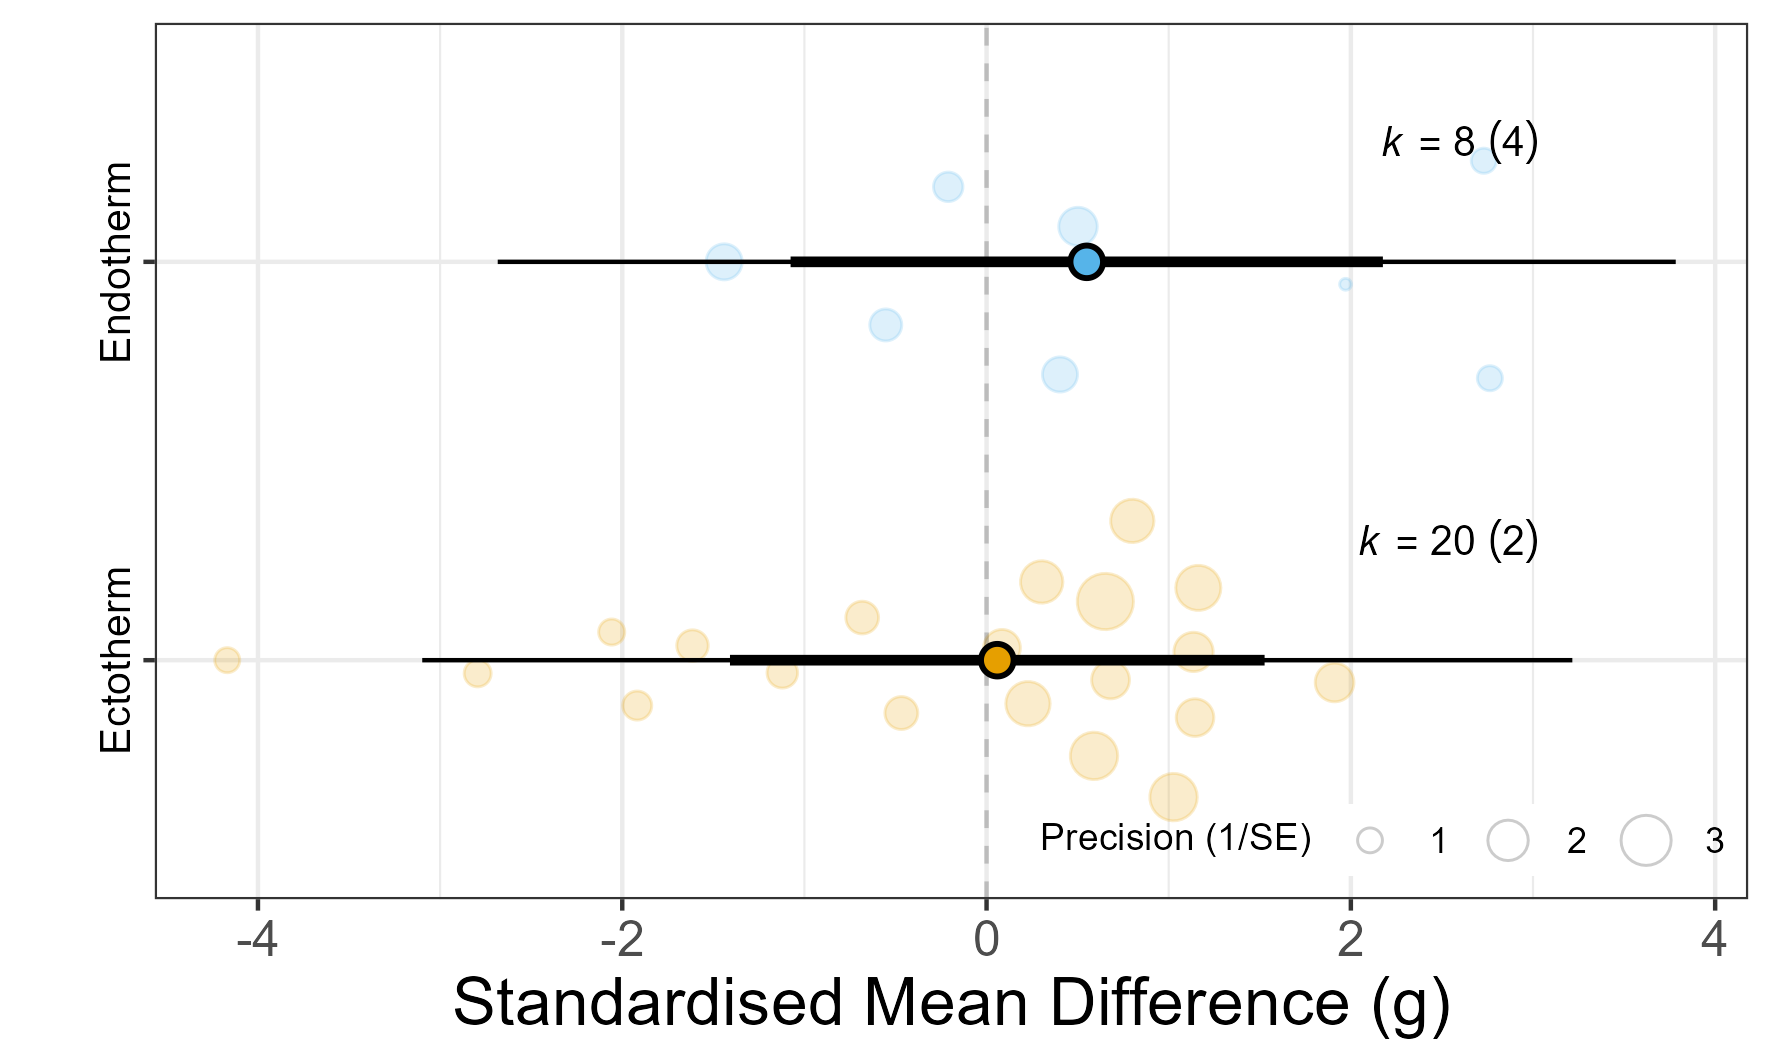 Endotherm
k = 8 (4)
Ectotherm
k = 20 (2)
Precision (1/SE) 1 2 3
-4 -2 0 2 4
Standardised Mean Difference (g)